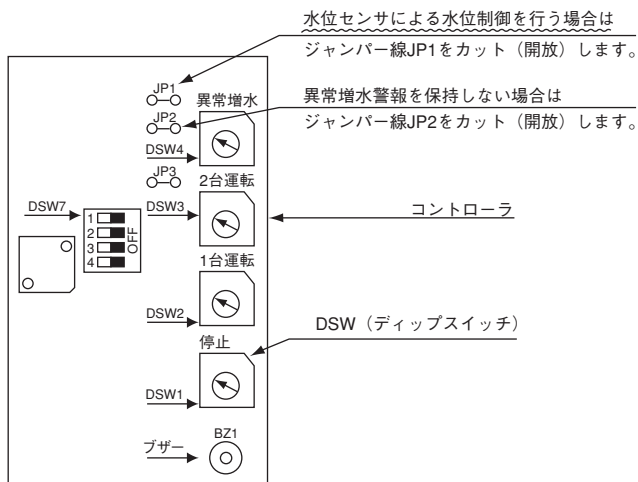 水位センサによる水位制御を行う場合は
ジャンパー線JP1をカット（開放）します。
JP1
異常増水
異常増水警報を保持しない場合は
ジャンパー線JP2をカット（開放）します。
JP2
DSW4
JP3
2台運転
DSW7
DSW3
コントローラ
1
2
3
4
OFF
1台運転
DSW2
DSW（ディップスイッチ）
停止
DSW1
BZ1
ブザー